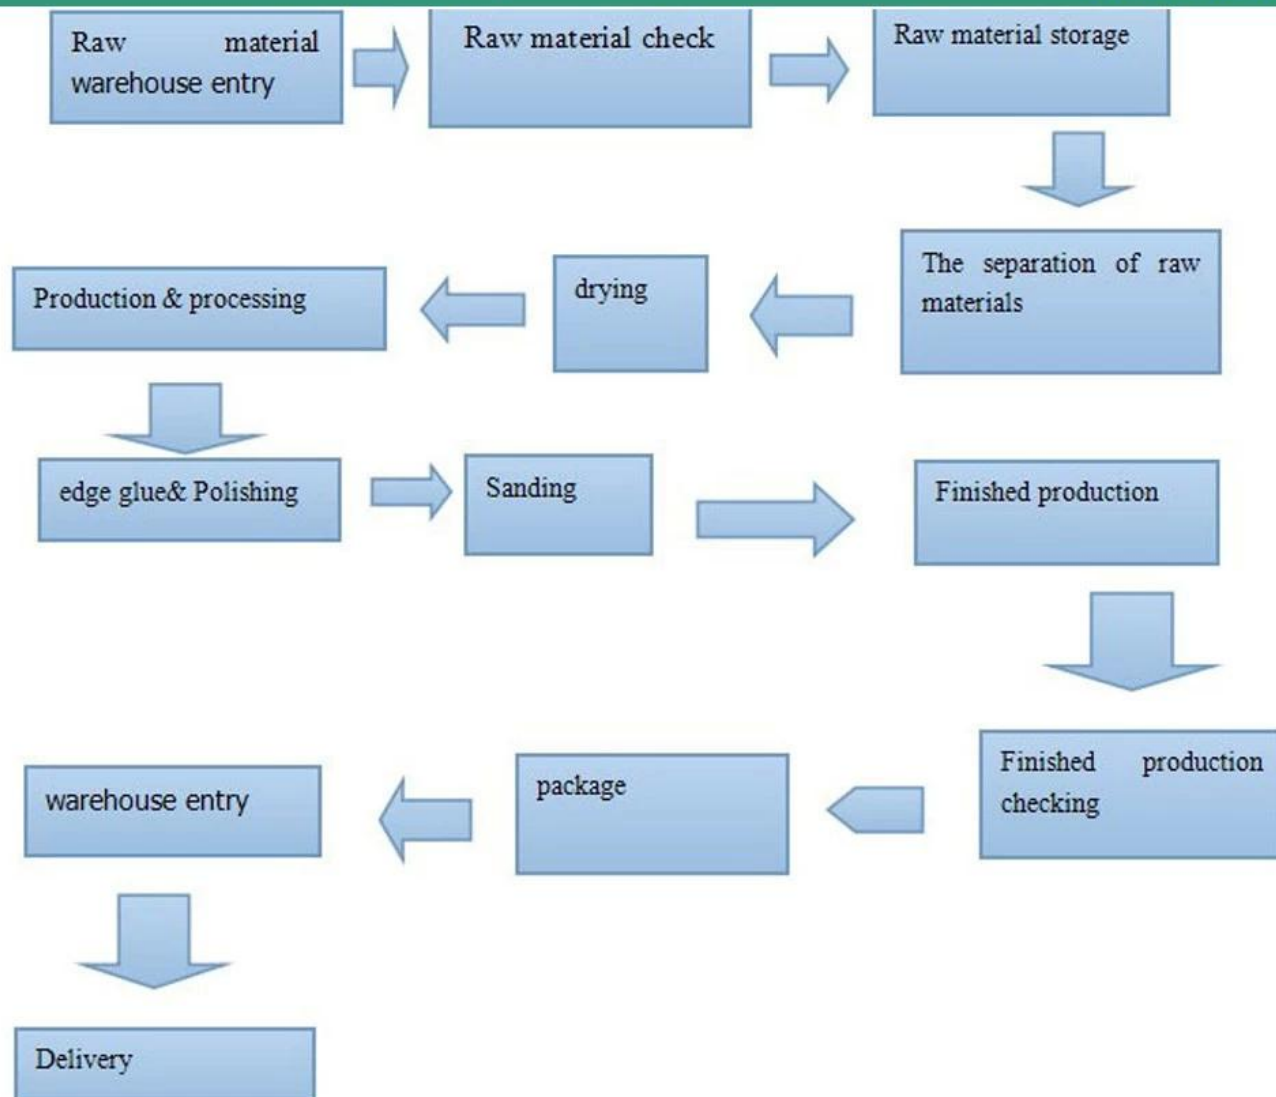 Raw material
warehouse entry
Raw material check
Raw material storage
The separation of raw
materials
drying
Production & processing
edge glue& Polishing
Sanding
Finished production
Finished production
checking
package
warehouse entry
Delivery